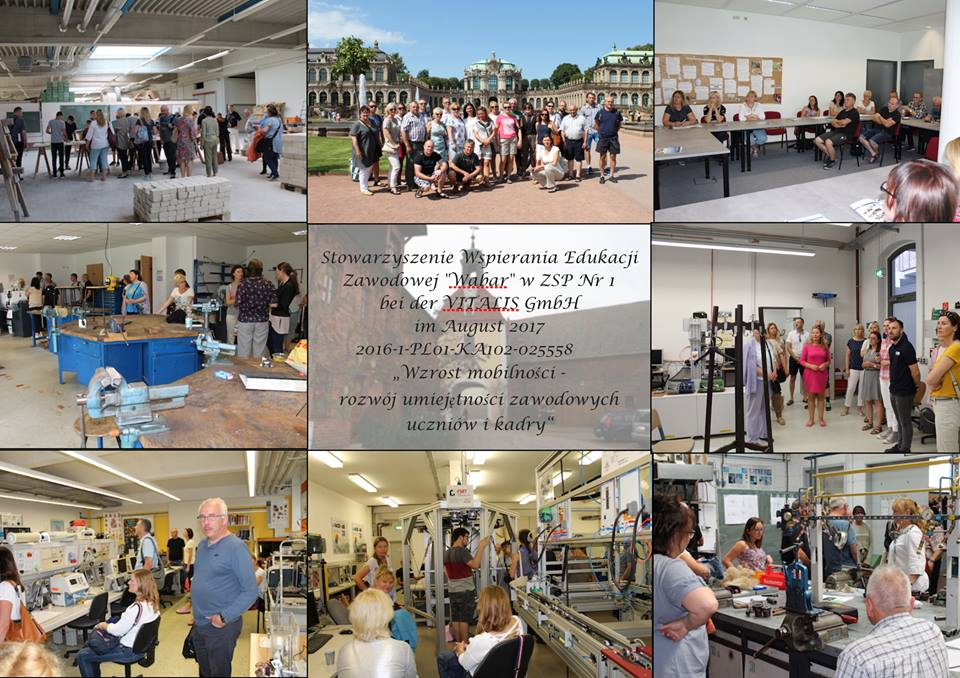 Stowarzyszenie Wspierania Edukacji
Zawodowej "Wabar" w ZSP Nr 1
bei der VITALIS GmbH
im August 2017
2016-1-PL01-KA102-025558
„Wzrost mobilności -
rozwój umiejętności zawodowych
uczniów i kadry“